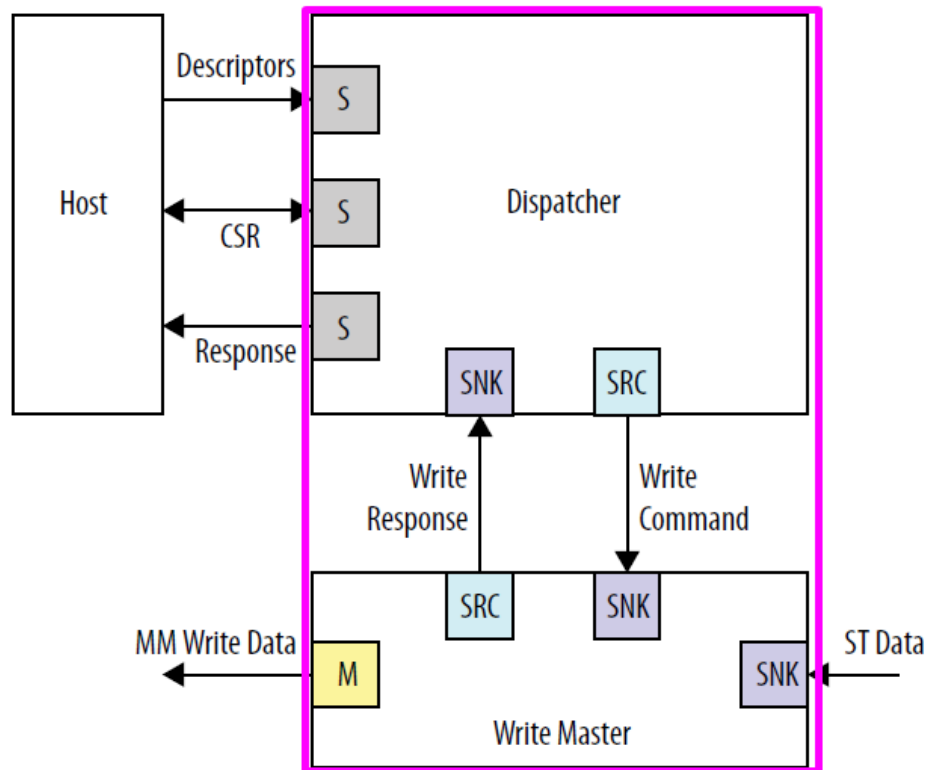 Descriptors
S
Host
CSR
S
Dispatcher
Response
S
SNK
SRC
Write
Response
Write
Command
SRC
SNK
MM Write Data
M
SNK
ST Data
Write Master